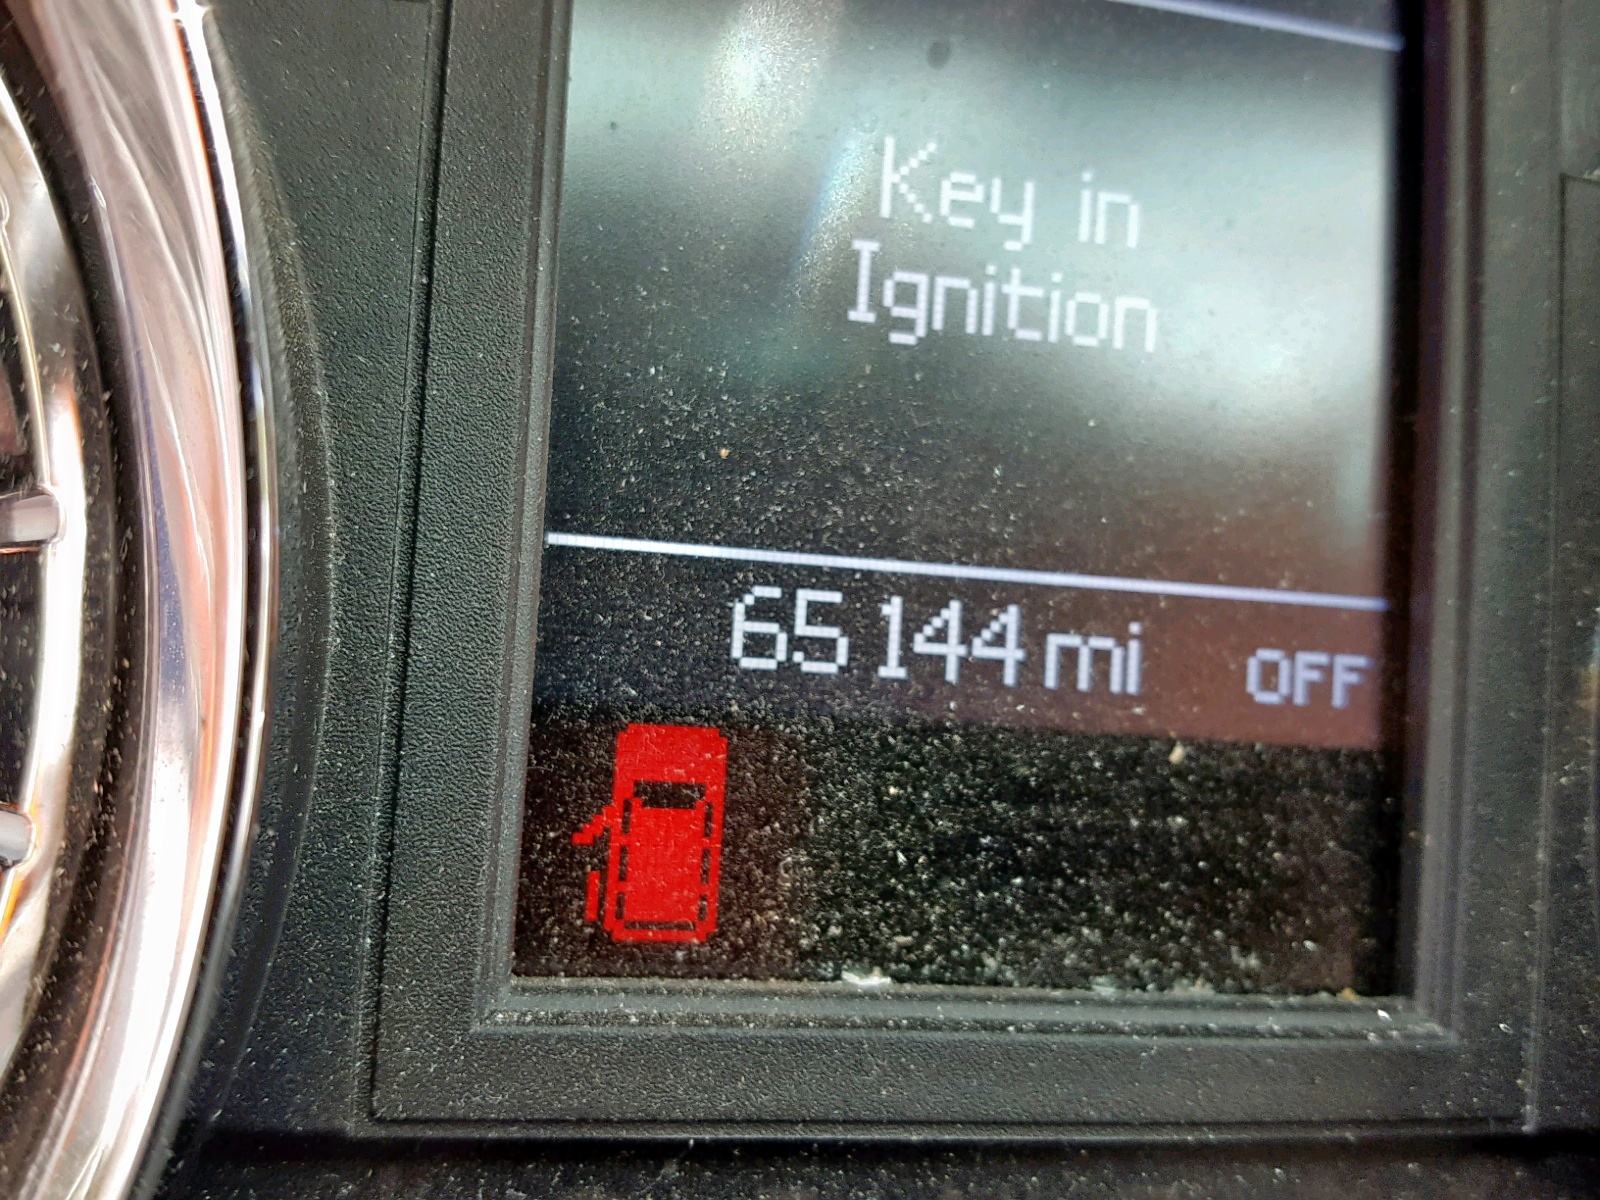 Key in
Ignition
65144 mi OFF